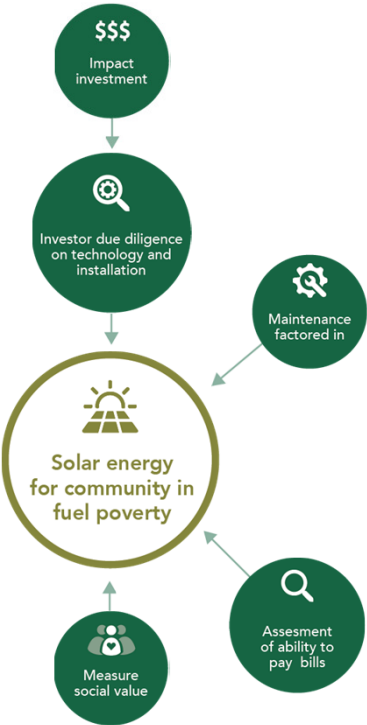 $$$
Impact
investment
Investor due diligence
on technology and
installation
Maintenance
factored in
Solar energy
for community in
fuel poverty
Assesment
of ability to
pay bills
Measure
social value